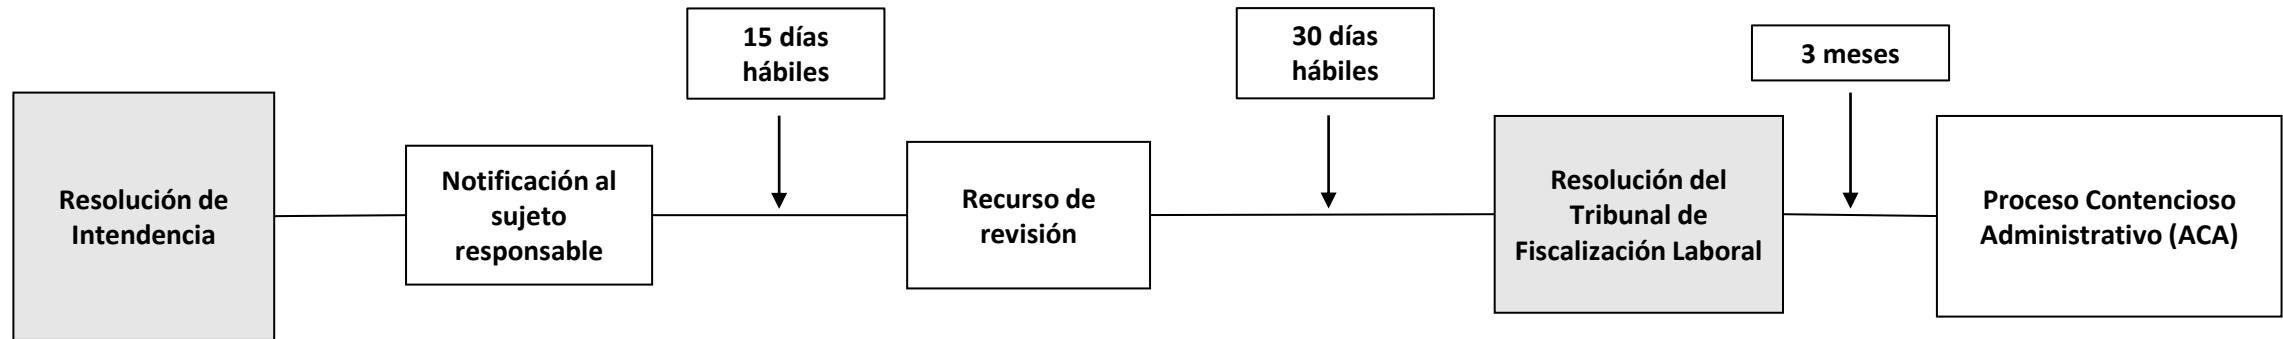 Resolución de
Intendencia
Notificación al
sujeto
responsable
15 días
hábiles
Recurso de
revisión
30 días
hábiles
Resolución del
Tribunal de
Fiscalización Laboral
3 meses
Proceso Contencioso
Administrativo (ACA)